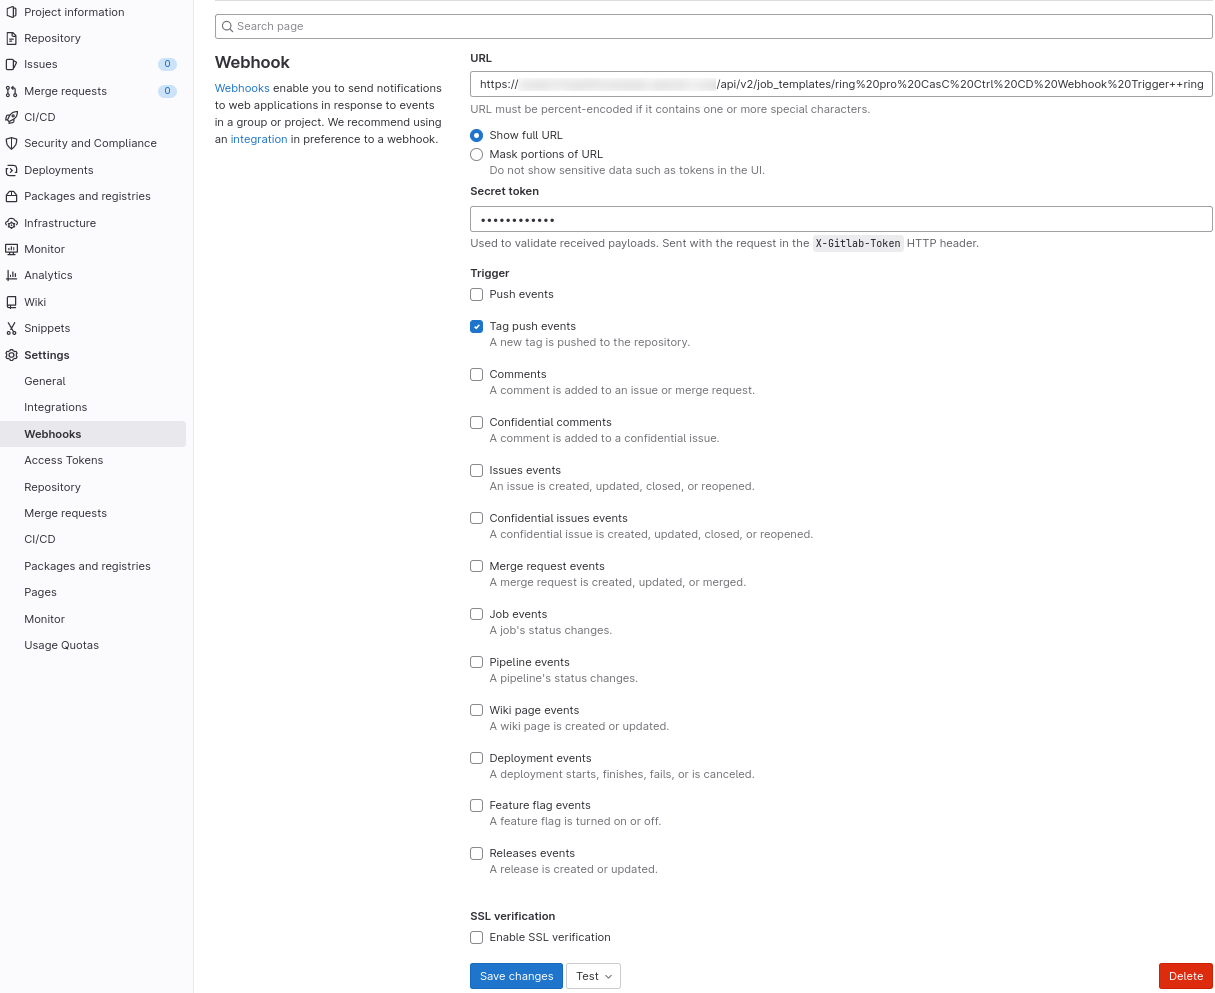 Project information
Repository
Issues
0
Merge requests
0
CI/CD
Security and Compliance
Deployments
Packages and registries
Infrastructure
Monitor
Analytics
Wiki
Snippets
Settings
General
Integrations
Webhooks
Access Tokens
Repository
Merge requests
CI/CD
Packages and registries
Pages
Monitor
Usage Quotas
Search page
Webhook
Webhooks enable you to send notifications
to web applications in response to events
in a group or project. We recommend using
an integration in preference to a webhook.
URL
https:// /api/v2/job_templates/ring%20pro%20CasC%20Ctrl%20CD%20Webhook%20Trigger++ring
URL must be percent-encoded if it contains one or more special characters.
Show full URL
Mask portions of URL
Do not show sensitive data such as tokens in the UI.
Secret token
••••••••••••
Used to validate received payloads. Sent with the request in the X-Gitlab-Token HTTP header.
Trigger
Push events
Tag push events
A new tag is pushed to the repository.
Comments
A comment is added to an issue or merge request.
Confidential comments
A comment is added to a confidential issue.
Issues events
An issue is created, updated, closed, or reopened.
Confidential issues events
A confidential issue is created, updated, closed, or reopened.
Merge request events
A merge request is created, updated, or merged.
Job events
A job's status changes.
Pipeline events
A pipeline's status changes.
Wiki page events
A wiki page is created or updated.
Deployment events
A deployment starts, finishes, fails, or is canceled.
Feature flag events
A feature flag is turned on or off.
Releases events
A release is created or updated.
SSL verification
Enable SSL verification
Save changes
Test
Delete